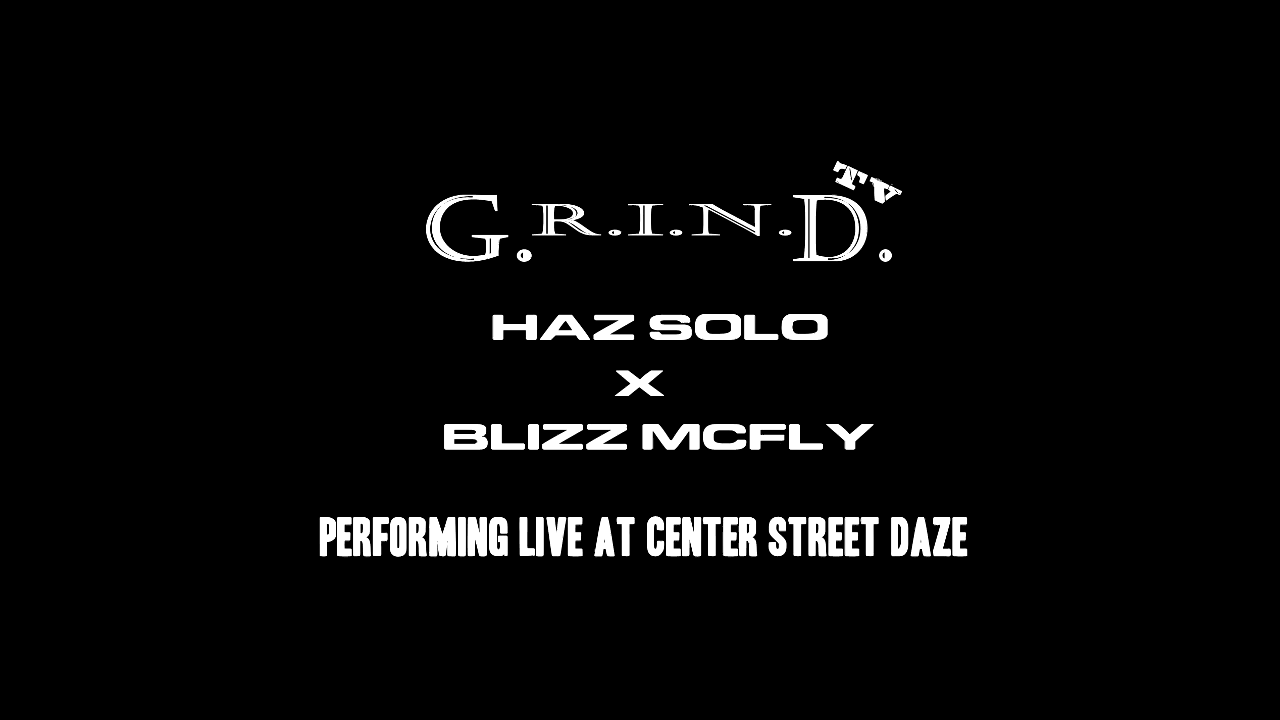 G.R.I.N.D. TV
HAZ SOLO
X
BLIZZ MCFLY
PERFORMING LIVE AT CENTER STREET DAZE